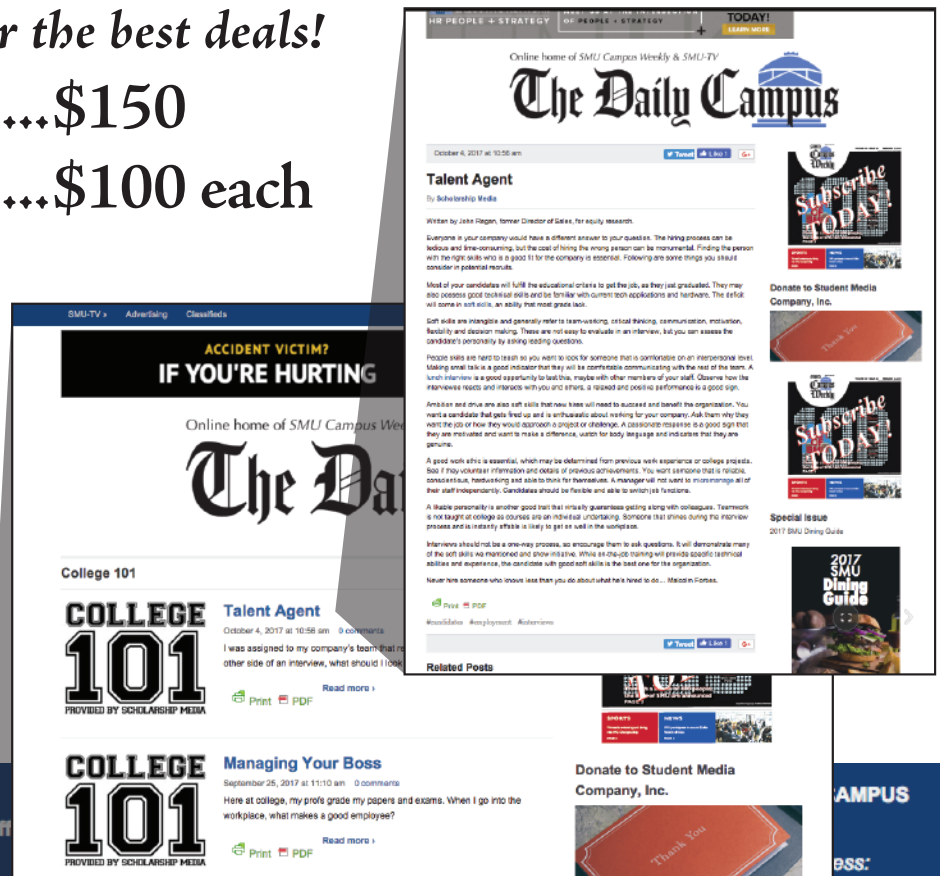 r the best deals!
...$150
...$100 each
HR PEOPLE + STRATEGY
OF PEOPLE + STRATEGY
TODAY!
LEARN MORE
Online home of SMU Campus Weekly & SMU-TV
The Daily Campus
October 4, 2017 at 10:56 am
Tweet
Like 1
G+
Talent Agent
By Scholarship Media
Written by John Regan, former Director of Sales, for equity research.
Everyone in your company would have a different answer to your question. The hiring process can be
tedious and time-consuming, but the cost of hiring the wrong person can be monumental. Finding the person
with the right skills who is a good fit for the company is essential. Following are some things you should
consider in potential recruits.
Most of your candidates will fulfill the educational criteria to get the job, as they just graduated. They may
also possess good technical skills and be familiar with current tech applications and hardware. The deficit
will come in soft skills, an ability that most grads lack.
Soft skills are intangible and generally refer to team-working, critical thinking, communication, motivation,
flexibility and decision making. These are not easy to evaluate in an interview, but you can assess the
candidate's personality by asking leading questions.
People skills are hard to teach so you want to look for someone that is comfortable on an interpersonal level.
Making small talk is a good indicator that they will be comfortable communicating with the rest of the team. A
lunch interview is a good opportunity to test this, maybe with other members of your staff. Observe how the
interviewee reacts and interacts with you and others, a relaxed and positive performance is a good sign.
Ambition and drive are also soft skills that new hires will need to succeed and benefit the organization. You
want a candidate that gets fired up and is enthusiastic about working for your company. Ask them why they
want the job or how they would approach a project or challenge. A passionate response is a good sign that
they are motivated and want to make a difference, watch for body language and indicators that they are
genuine.
A good work ethic is essential, which may be determined from previous work experience or college projects.
See if they volunteer information and details of previous achievements. You want someone that is reliable,
conscientious, hardworking and able to think for themselves. A manager will not want to micromanage all of
their staff independently. Candidates should be flexible and able to switch job functions.
A likable personality is another good trait that virtually guarantees getting along with colleagues. Teamwork
is not taught at college as courses are an individual undertaking. Someone that shines during the interview
process and is instantly affable is likely to get on well in the workplace.
Interviews should not be a one-way process, so encourage them to ask questions. It will demonstrate many
of the soft skills we mentioned and show initiative. While on-the-job training will provide specific technical
abilities and experience, the candidate with good soft skills is the best one for the organization.
Never hire someone who knows less than you do about what he's hired to do... Malcolm Forbes.
Print PDF
#candidates #employment #interviews
Tweet
Like 1
G+
Related Posts
Campus
Weekly
Subscribe
TODAY!
SPORTS
NEWS
Donate to Student Media
Company, Inc.
Thank You
Campus
Weekly
Subscribe
TODAY!
Special Issue
2017 SMU Dining Guide
2017
SMU
Dining
Guide
SMU-TV » Advertising Classifieds
ACCIDENT VICTIM?
IF YOU'RE HURTING
Online home of SMU Campus Wee
The Dai
College 101
COLLEGE
101
PROVIDED BY SCHOLARSHIP MEDIA
Talent Agent
October 4, 2017 at 10:56 am 0 comments
I was assigned to my company's team that re
other side of an interview, what should I look
Read more ›
Print PDF
COLLEGE
101
PROVIDED BY SCHOLARSHIP MEDIA
Managing Your Boss
September 25, 2017 at 11:10 am 0 comments
Here at college, my profs grade my papers and exams. When I go into the
workplace, what makes a good employee?
Read more ›
Print PDF
SPORTS
NEWS
Donate to Student Media
Company, Inc.
Thank You
AMPUS
ess: